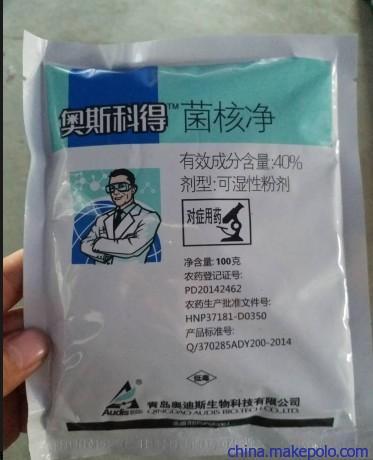 奥斯科得™ 菌核净
有效成分含量:40%
剂型:可湿性粉剂
对症用药
净含量:100克
农药登记证号:
PD20142462
农药生产批准文件号:
HNP37181-D0350
产品标准号:
Q/370285ADY200-2014
低毒
Audis
青岛奥迪斯生物科技有限公司
QINGDAO AUDIS BIO.TECH CO.,LTD
china.makepolo.com